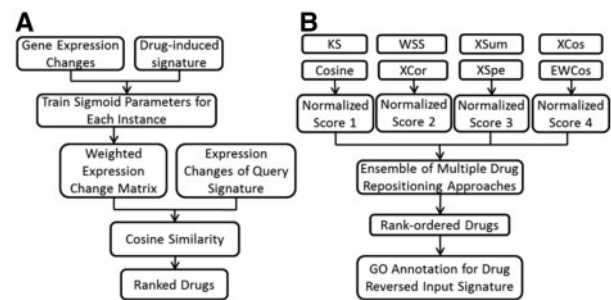 A
Gene Expression
Changes
Drug-induced
signature
Train Sigmoid Parameters for
Each Instance
Weighted
Expression
Change Matrix
Expression
Changes of Query
Signature
Cosine Similarity
Ranked Drugs
B
KS
WSS
XSum
XCos
Cosine
XCor
XSpe
EWCos
Normalized
Score 1
Normalized
Score 2
Normalized
Score 3
Normalized
Score 4
Ensemble of Multiple Drug
Repositioning Approaches
Rank-ordered Drugs
GO Annotation for Drug
Reversed Input Signature